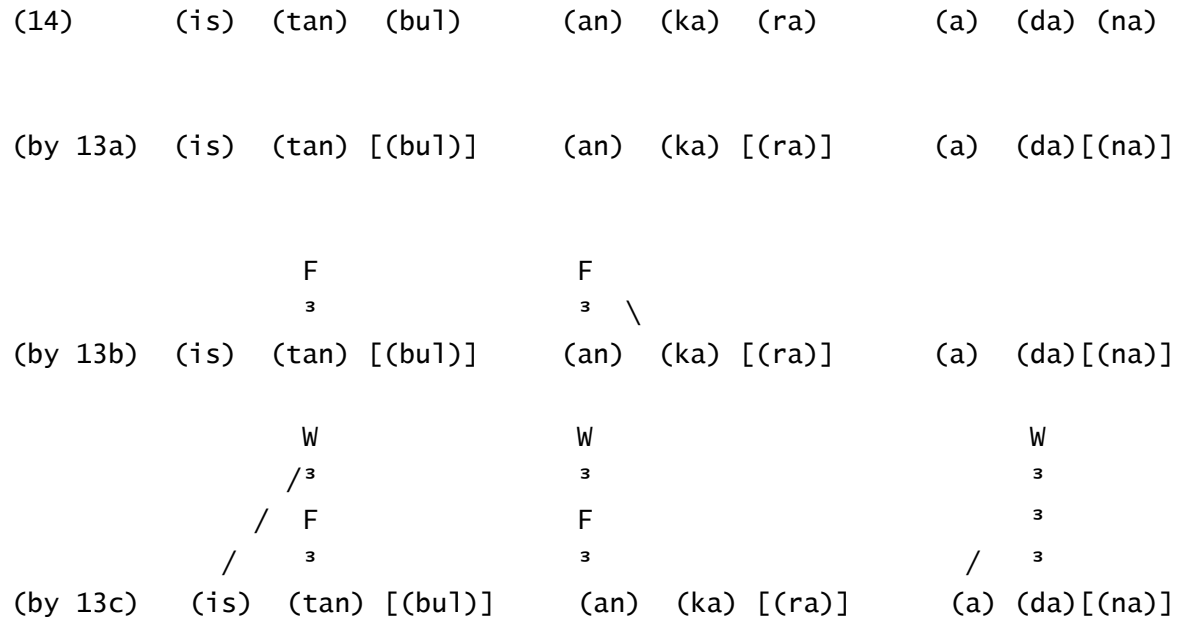 (14) (is) (tan) (bul) (an) (ka) (ra) (a) (da) (na)
(by 13a) (is) (tan) [(bul)] (an) (ka) [(ra)] (a) (da)[(na)]
F F
³ ³ \
(by 13b) (is) (tan) [(bul)] (an) (ka) [(ra)] (a) (da)[(na)]
W W W
/³ ³ ³
/ F F ³
/ ³ ³ / ³
(by 13c) (is) (tan) [(bul)] (an) (ka) [(ra)] (a) (da)[(na)]